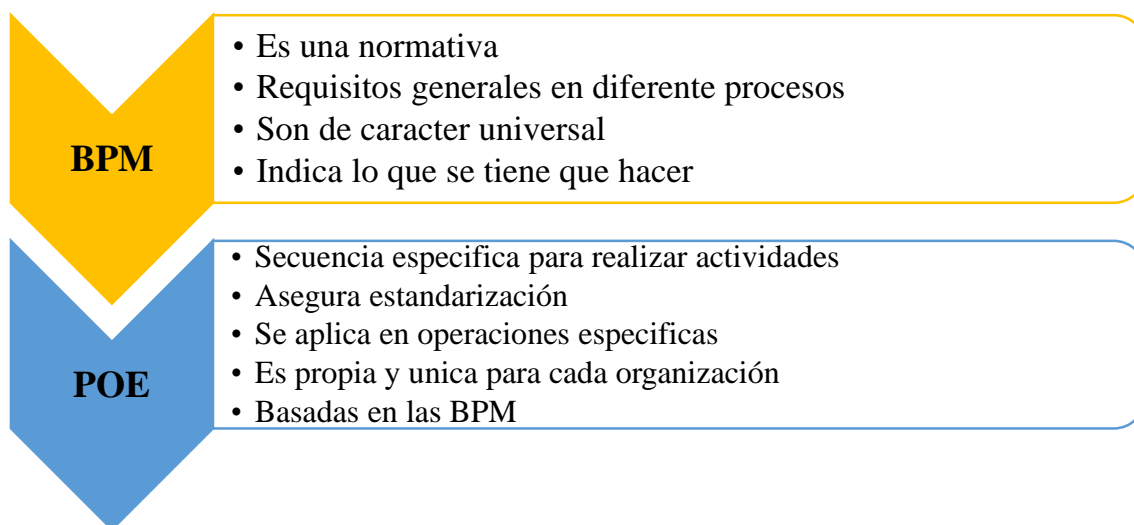 BPM
• Es una normativa
• Requisitos generales en diferente procesos
• Son de caracter universal
• Indica lo que se tiene que hacer
POE
• Secuencia especifica para realizar actividades
• Asegura estandarización
• Se aplica en operaciones especificas
• Es propia y unica para cada organización
• Basadas en las BPM